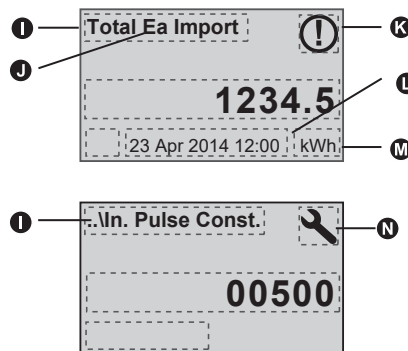 I
Total Ea Import
K
J
1234.5
L
23 Apr 2014 12:00
kWh
M
I
..\In. Pulse Const.
N
00500